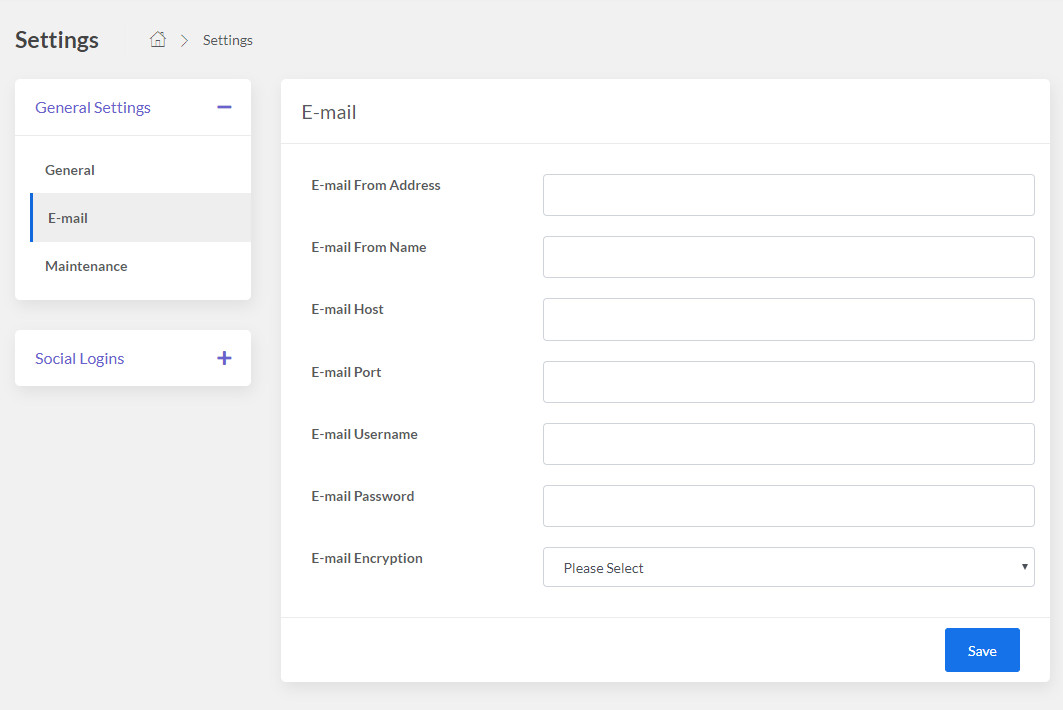 Settings
Settings
General Settings
General
E-mail
Maintenance
Social Logins
E-mail
E-mail From Address
E-mail From Name
E-mail Host
E-mail Port
E-mail Username
E-mail Password
E-mail Encryption
Please Select
Save